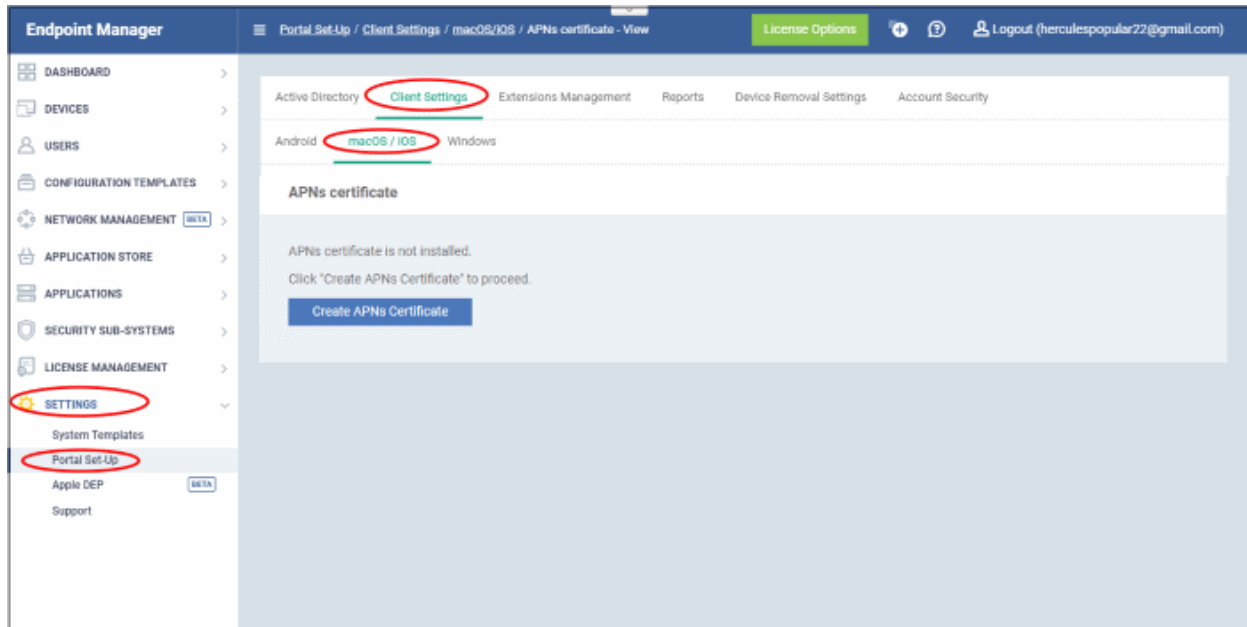 Endpoint Manager
Portal Set-Up / Client Settings / macOS/iOS / APNs certificate - View
License Options
Logout (herculespopular22@gmail.com)
DASHBOARD
DEVICES
USERS
CONFIGURATION TEMPLATES
NETWORK MANAGEMENT BETA
APPLICATION STORE
APPLICATIONS
SECURITY SUB-SYSTEMS
LICENSE MANAGEMENT
SETTINGS
System Templates
Portal Set-Up
Apple DEP BETA
Support
Active Directory Client Settings Extensions Management Reports Device Removal Settings Account Security
Android macOS / IOS Windows
APNs certificate
APNs certificate is not installed.
Click "Create APNs Certificate" to proceed.
Create APNs Certificate